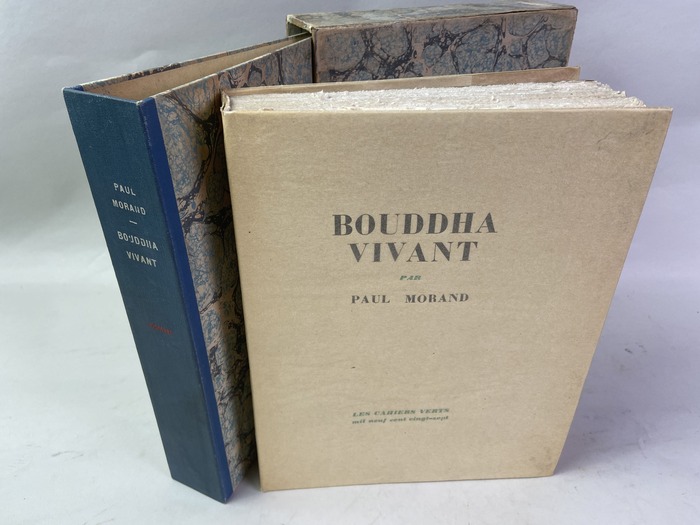 PAUL
MORAND
—
BOUDDHA
VIVANT
BOUDDHA
VIVANT
PAR
PAUL MORAND
LES CAHIERS VERTS
mil neuf cent vingt-sept